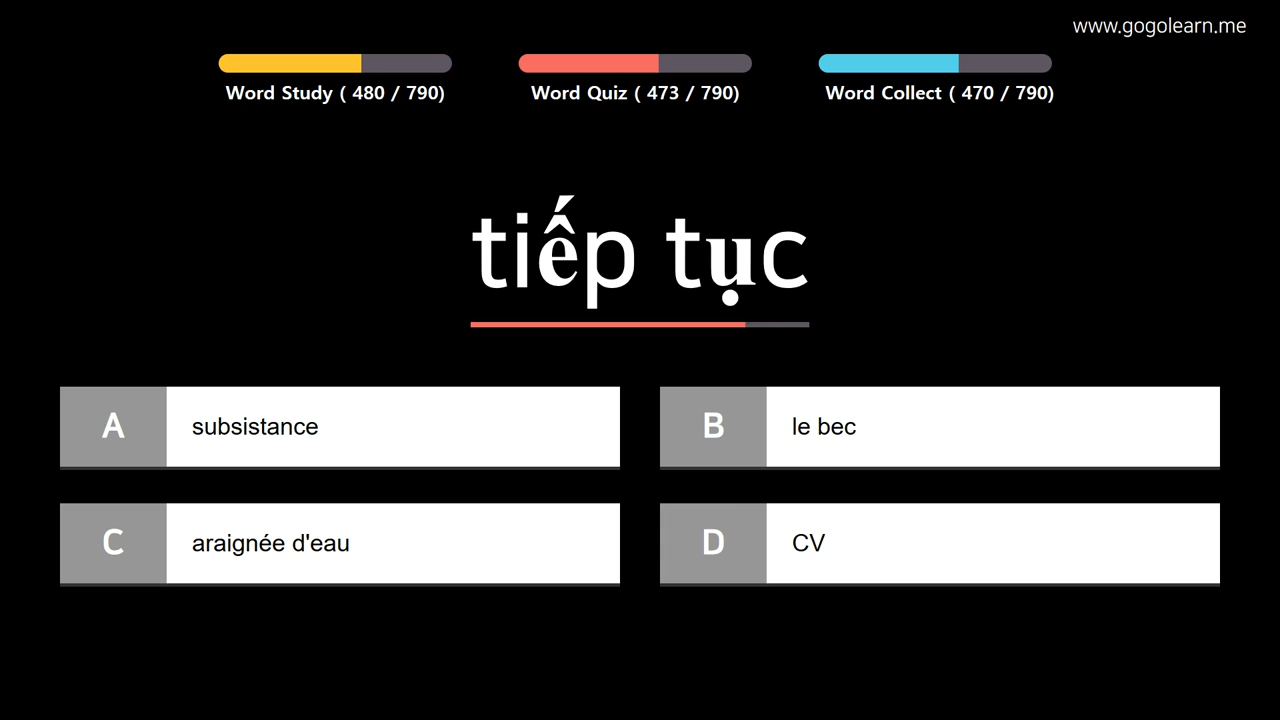 www.gogolearn.me
Word Study ( 480 / 790)
Word Quiz ( 473 / 790)
Word Collect ( 470 / 790)
tiếp tục
A subsistance
B le bec
C araignée d'eau
D CV